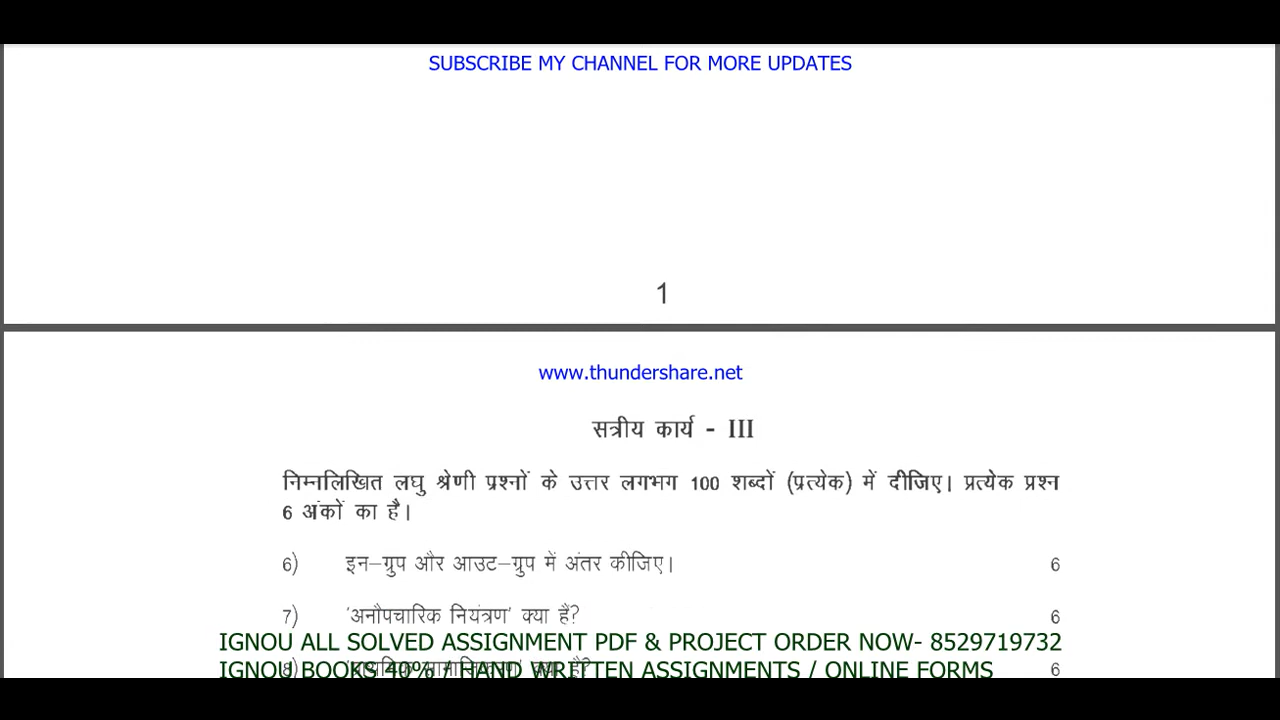 SUBSCRIBE MY CHANNEL FOR MORE UPDATES
1
www.thundershare.net
सत्रीय कार्य - III
निम्नलिखित लघु श्रेणी प्रश्नों के उत्तर लगभग 100 शब्दों (प्रत्येक) में दीजिए। प्रत्येक प्रश्न
6 अंकों का है।
6) इन–ग्रुप और आउट–ग्रुप में अंतर कीजिए। 6
7) 'अनौपचारिक नियंत्रण' क्या हैं? 6
IGNOU ALL SOLVED ASSIGNMENT PDF & PROJECT ORDER NOW- 8529719732
8) क्या है? 6
IGNOU BOOKS 40% / HAND WRITTEN ASSIGNMENTS / ONLINE FORMS